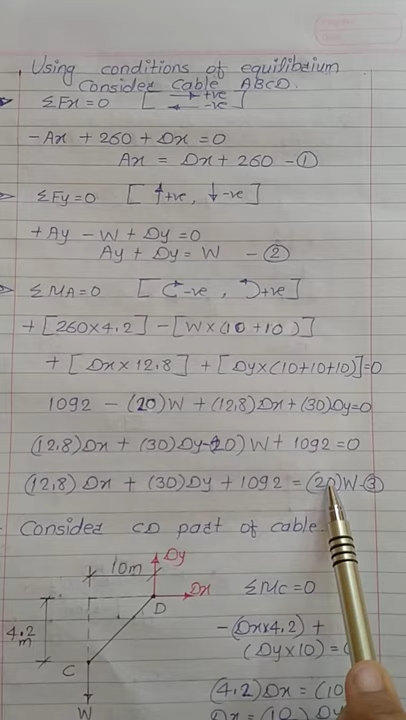 Using conditions of equilibrium
Consider Cable ABCD.
ΣFx=0 [ → +ve ← -ve ]
-Ax + 260 + Dx = 0
Ax = Dx + 260 - ①
ΣFy=0 [ ↑+ve, ↓-ve ]
+Ay - W + Dy = 0
Ay + Dy = W - ②
ΣMA=0 [ ↻-ve, ↺+ve ]
+[260×4.2] - [W×(10+10)]
+ [Dx×12.8] + [Dy×(10+10+10)]=0
1092 - (20)W + (12.8)Dx + (30)Dy=0
(12.8)Dx + (30)Dy-(20)W + 1092 = 0
(12.8)Dx + (30)Dy + 1092 = (20)W-③
Consider CD part of cable.
Dy
10m
Dx
D
4.2 m
C
W
ΣMc = 0
-(Dx×4.2) +
(Dy×10) =
(4.2)Dx = (10
Dx = (10) Dy